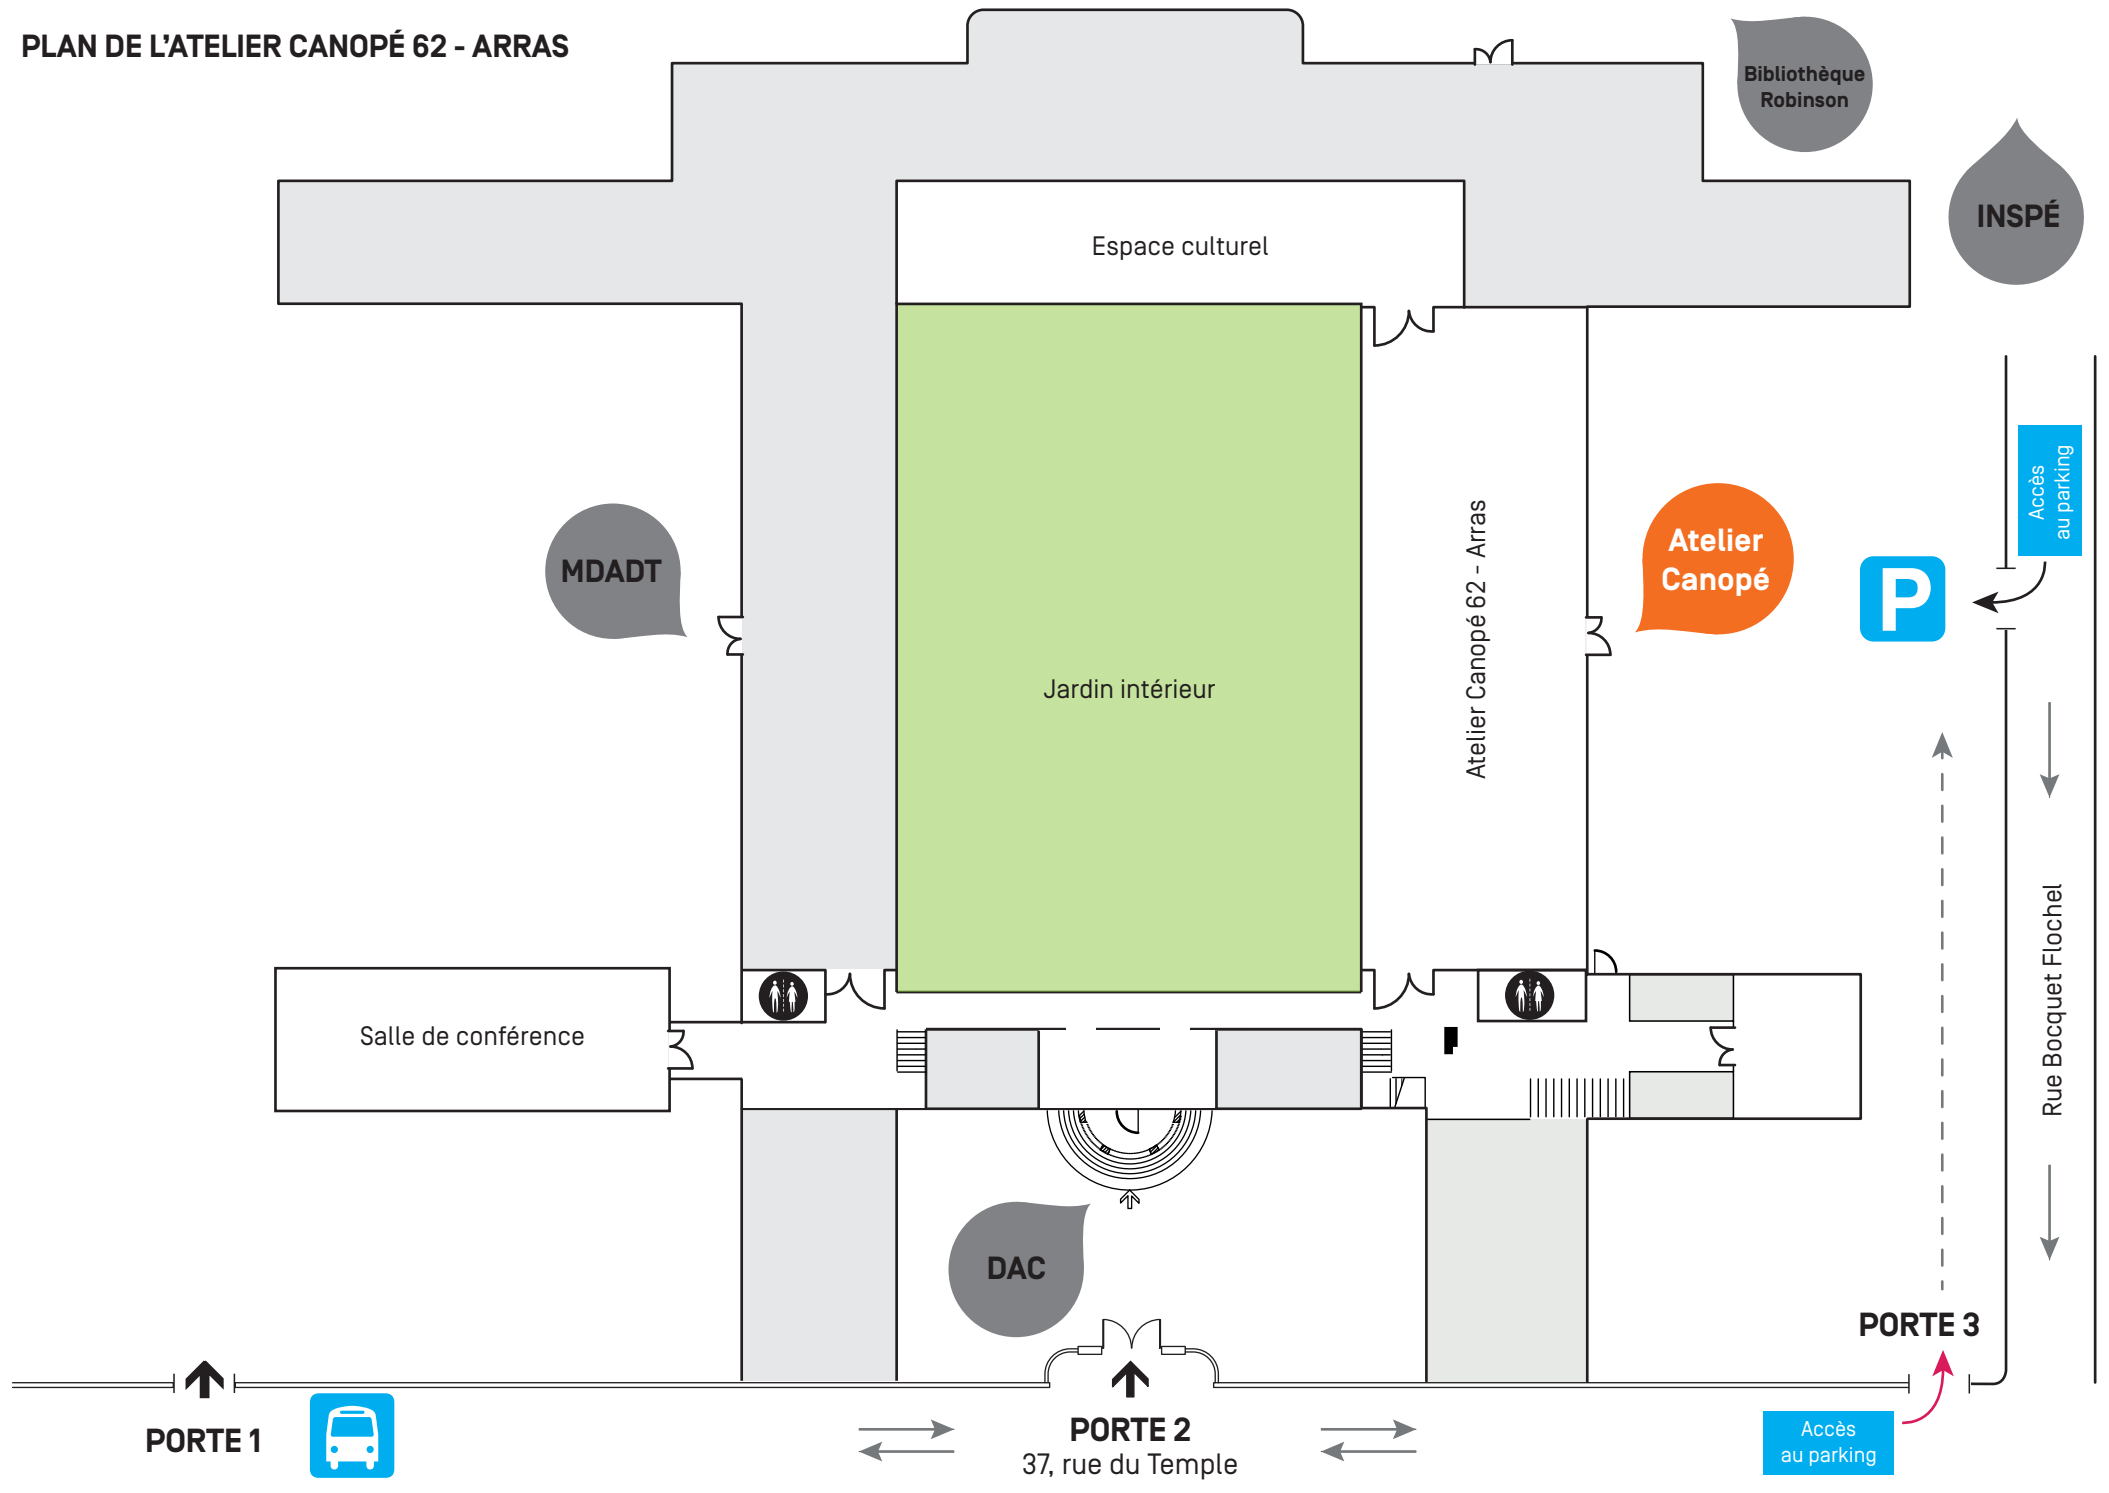 PLAN DE L'ATELIER CANOPÉ 62 - ARRAS
Bibliothèque
Robinson
INSPÉ
Espace culturel
Accès
au parking
Atelier
Canopé
MDADT
P
Atelier Canopé 62 - Arras
Jardin intérieur
Rue Bocquet Flochel
Salle de conférence
DAC
PORTE 3
PORTE 1
PORTE 2
37, rue du Temple
Accès
au parking